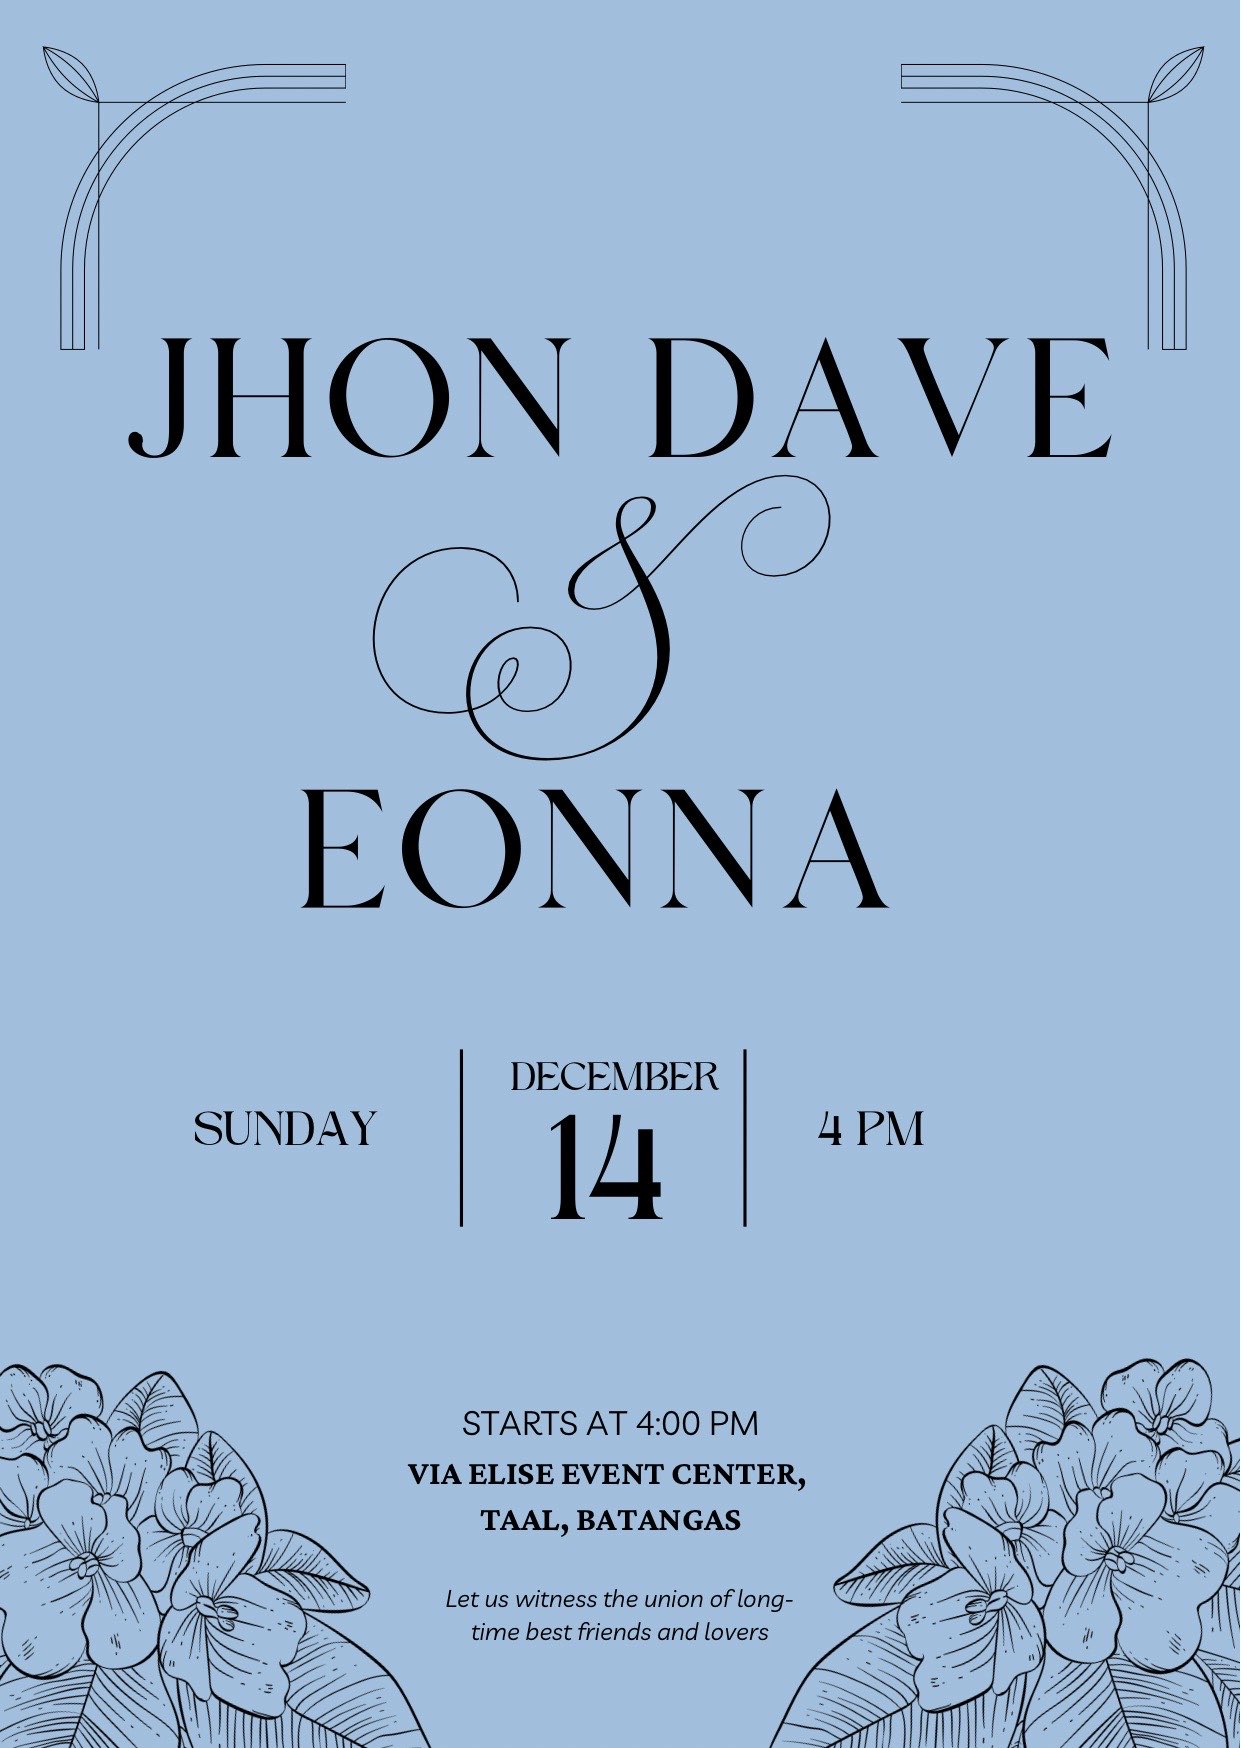 JHON DAVE
&
EONNA
SUNDAY
DECEMBER
14
4 PM
STARTS AT 4:00 PM
VIA ELISE EVENT CENTER,
TAAL, BATANGAS
Let us witness the union of long-
time best friends and lovers